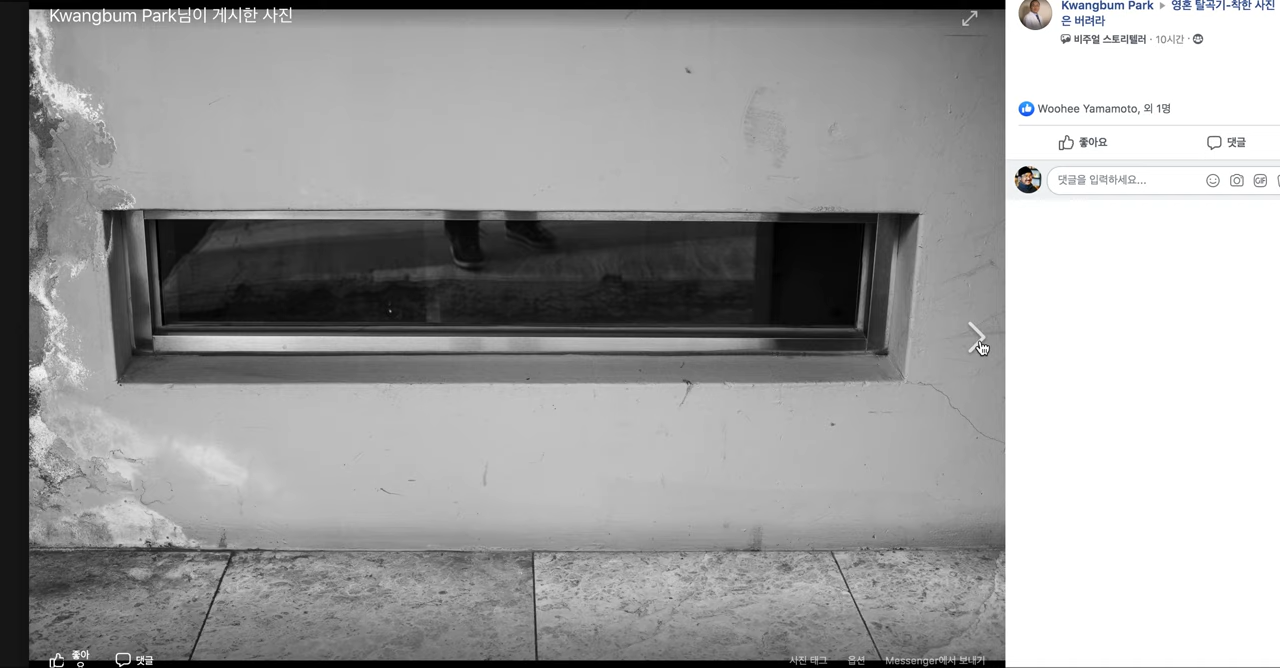 Kwangbum Park님이 게시한 사진
Kwangbum Park ▶ 영혼 탈곡기-착한 사진
은 버려라
비주얼 스토리텔러 · 10시간 ·
Woohee Yamamoto, 외 1명
좋아요
댓글
댓글을 입력하세요...
GIF
좋아
요
댓글
사진 태그
옵션
Messenger에서 보내기